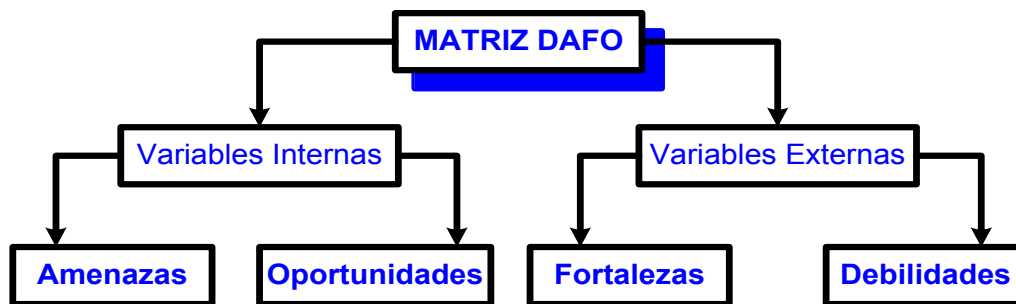 MATRIZ DAFO
Variables Internas
Variables Externas
Amenazas
Oportunidades
Fortalezas
Debilidades